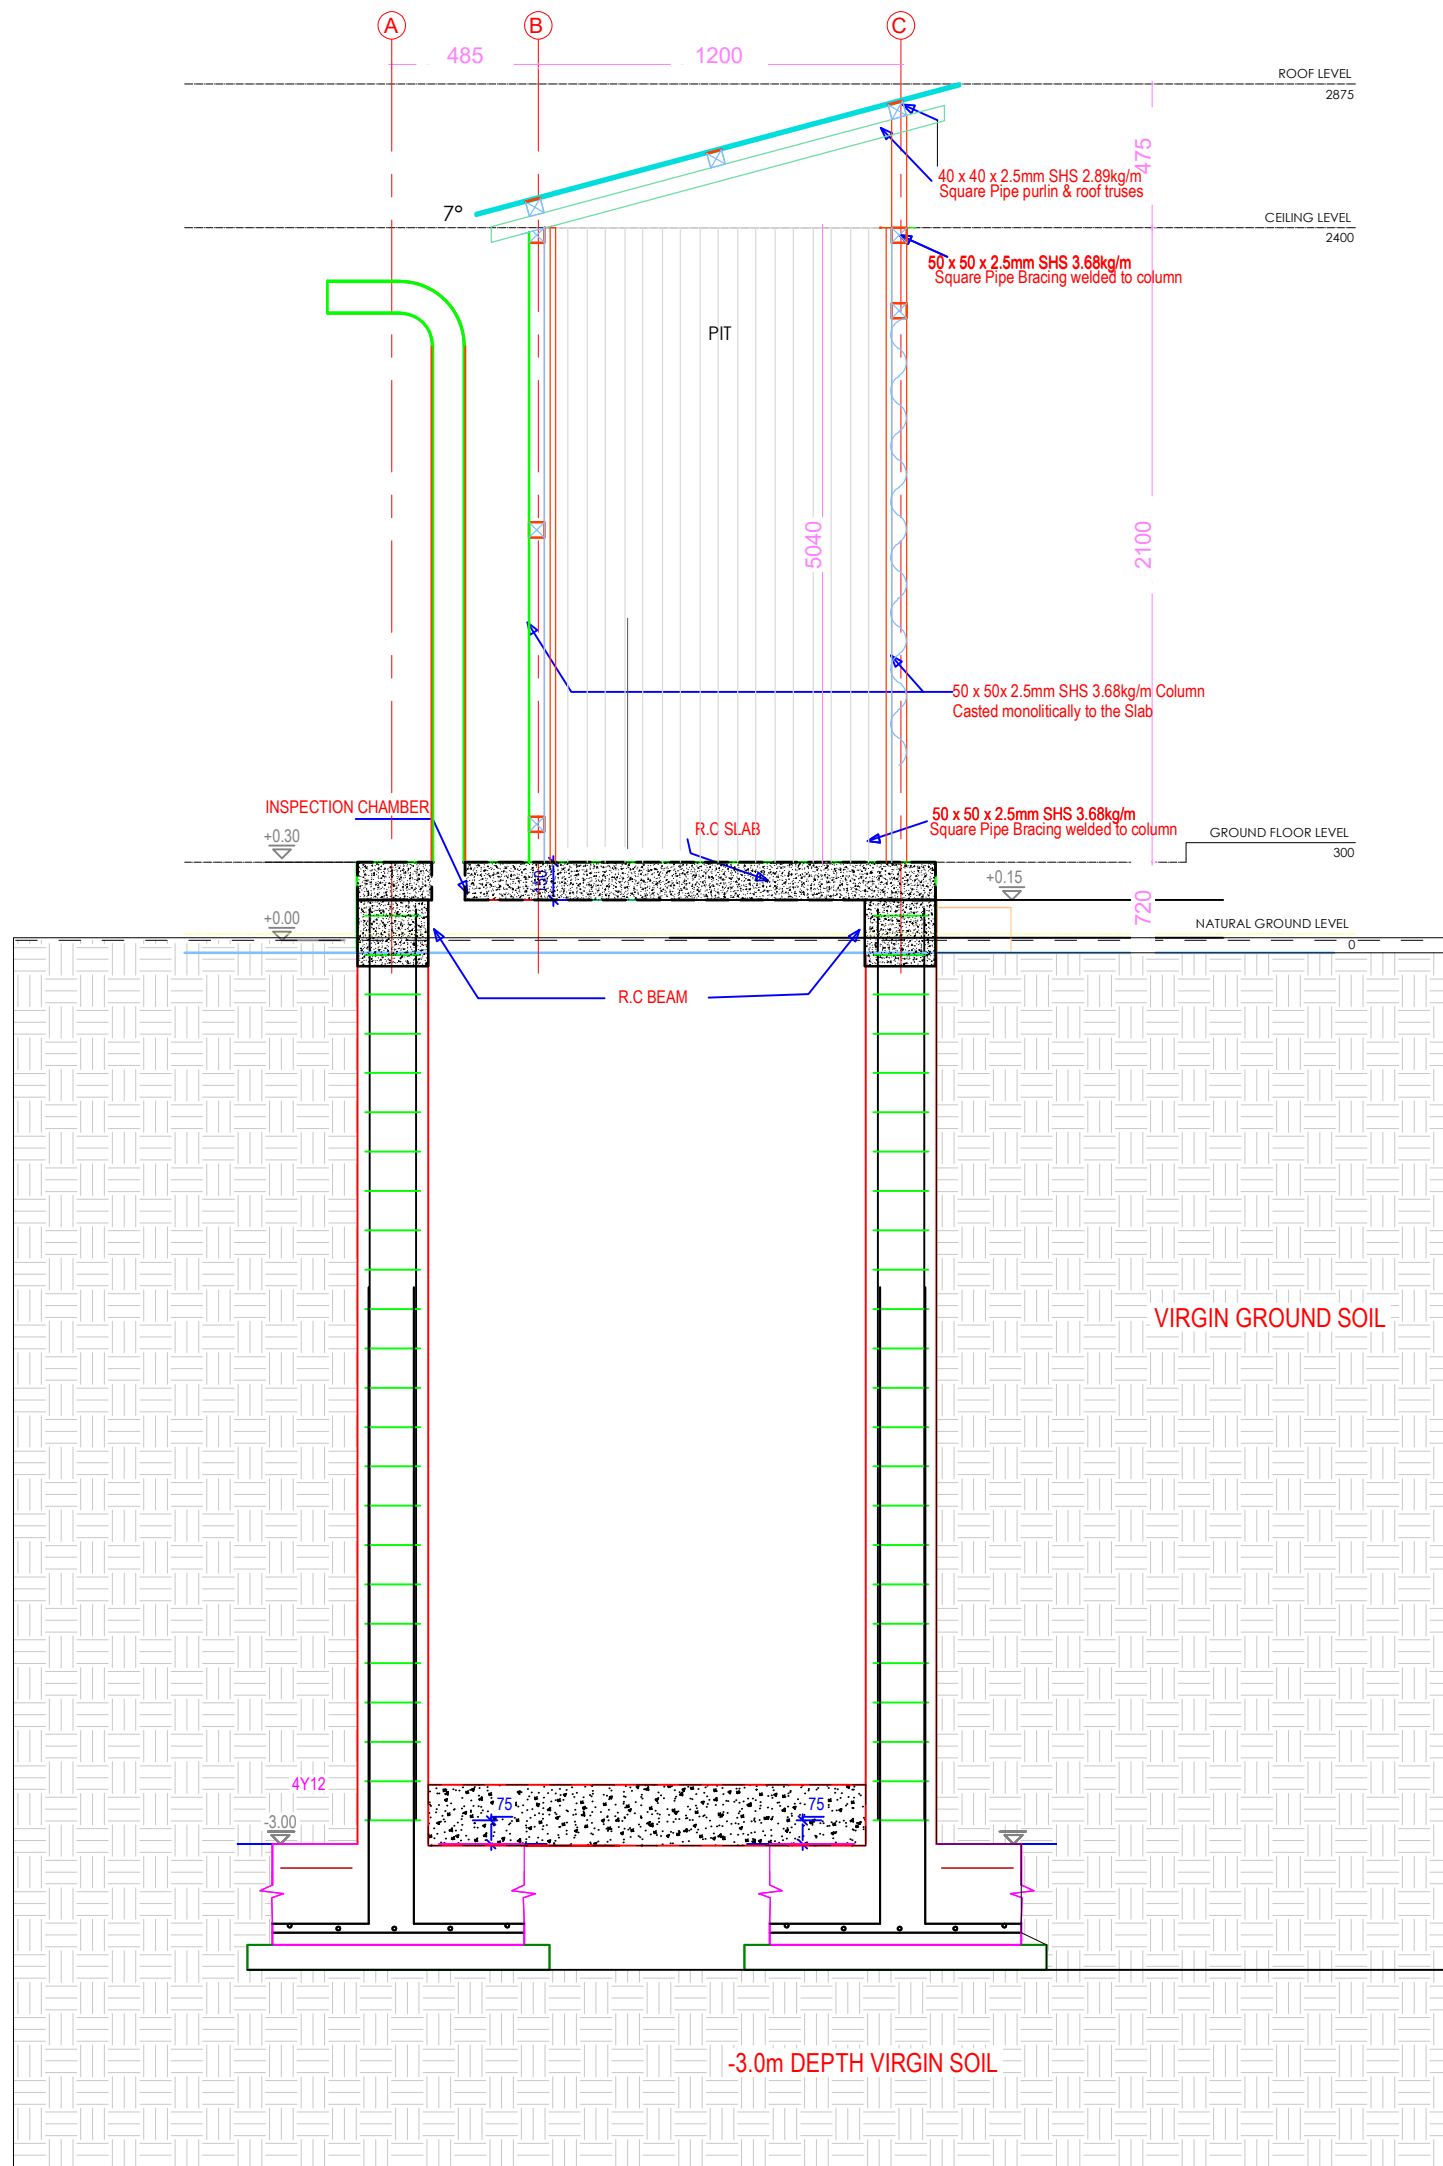 A
B
C
485
1200
ROOF LEVEL
2875
475
40 x 40 x 2.5mm SHS 2.89kg/m
Square Pipe purlin & roof truses
7°
CEILING LEVEL
2400
50 x 50 x 2.5mm SHS 3.68kg/m
Square Pipe Bracing welded to column
PIT
5040
2100
50 x 50x 2.5mm SHS 3.68kg/m Column
Casted monolitically to the Slab
INSPECTION CHAMBER
50 x 50 x 2.5mm SHS 3.68kg/m
Square Pipe Bracing welded to column
R.C SLAB
+0.30
GROUND FLOOR LEVEL
300
150
+0.15
720
+0.00
NATURAL GROUND LEVEL
0
R.C BEAM
VIRGIN GROUND SOIL
4Y12
75
75
-3.00
-3.0m DEPTH VIRGIN SOIL